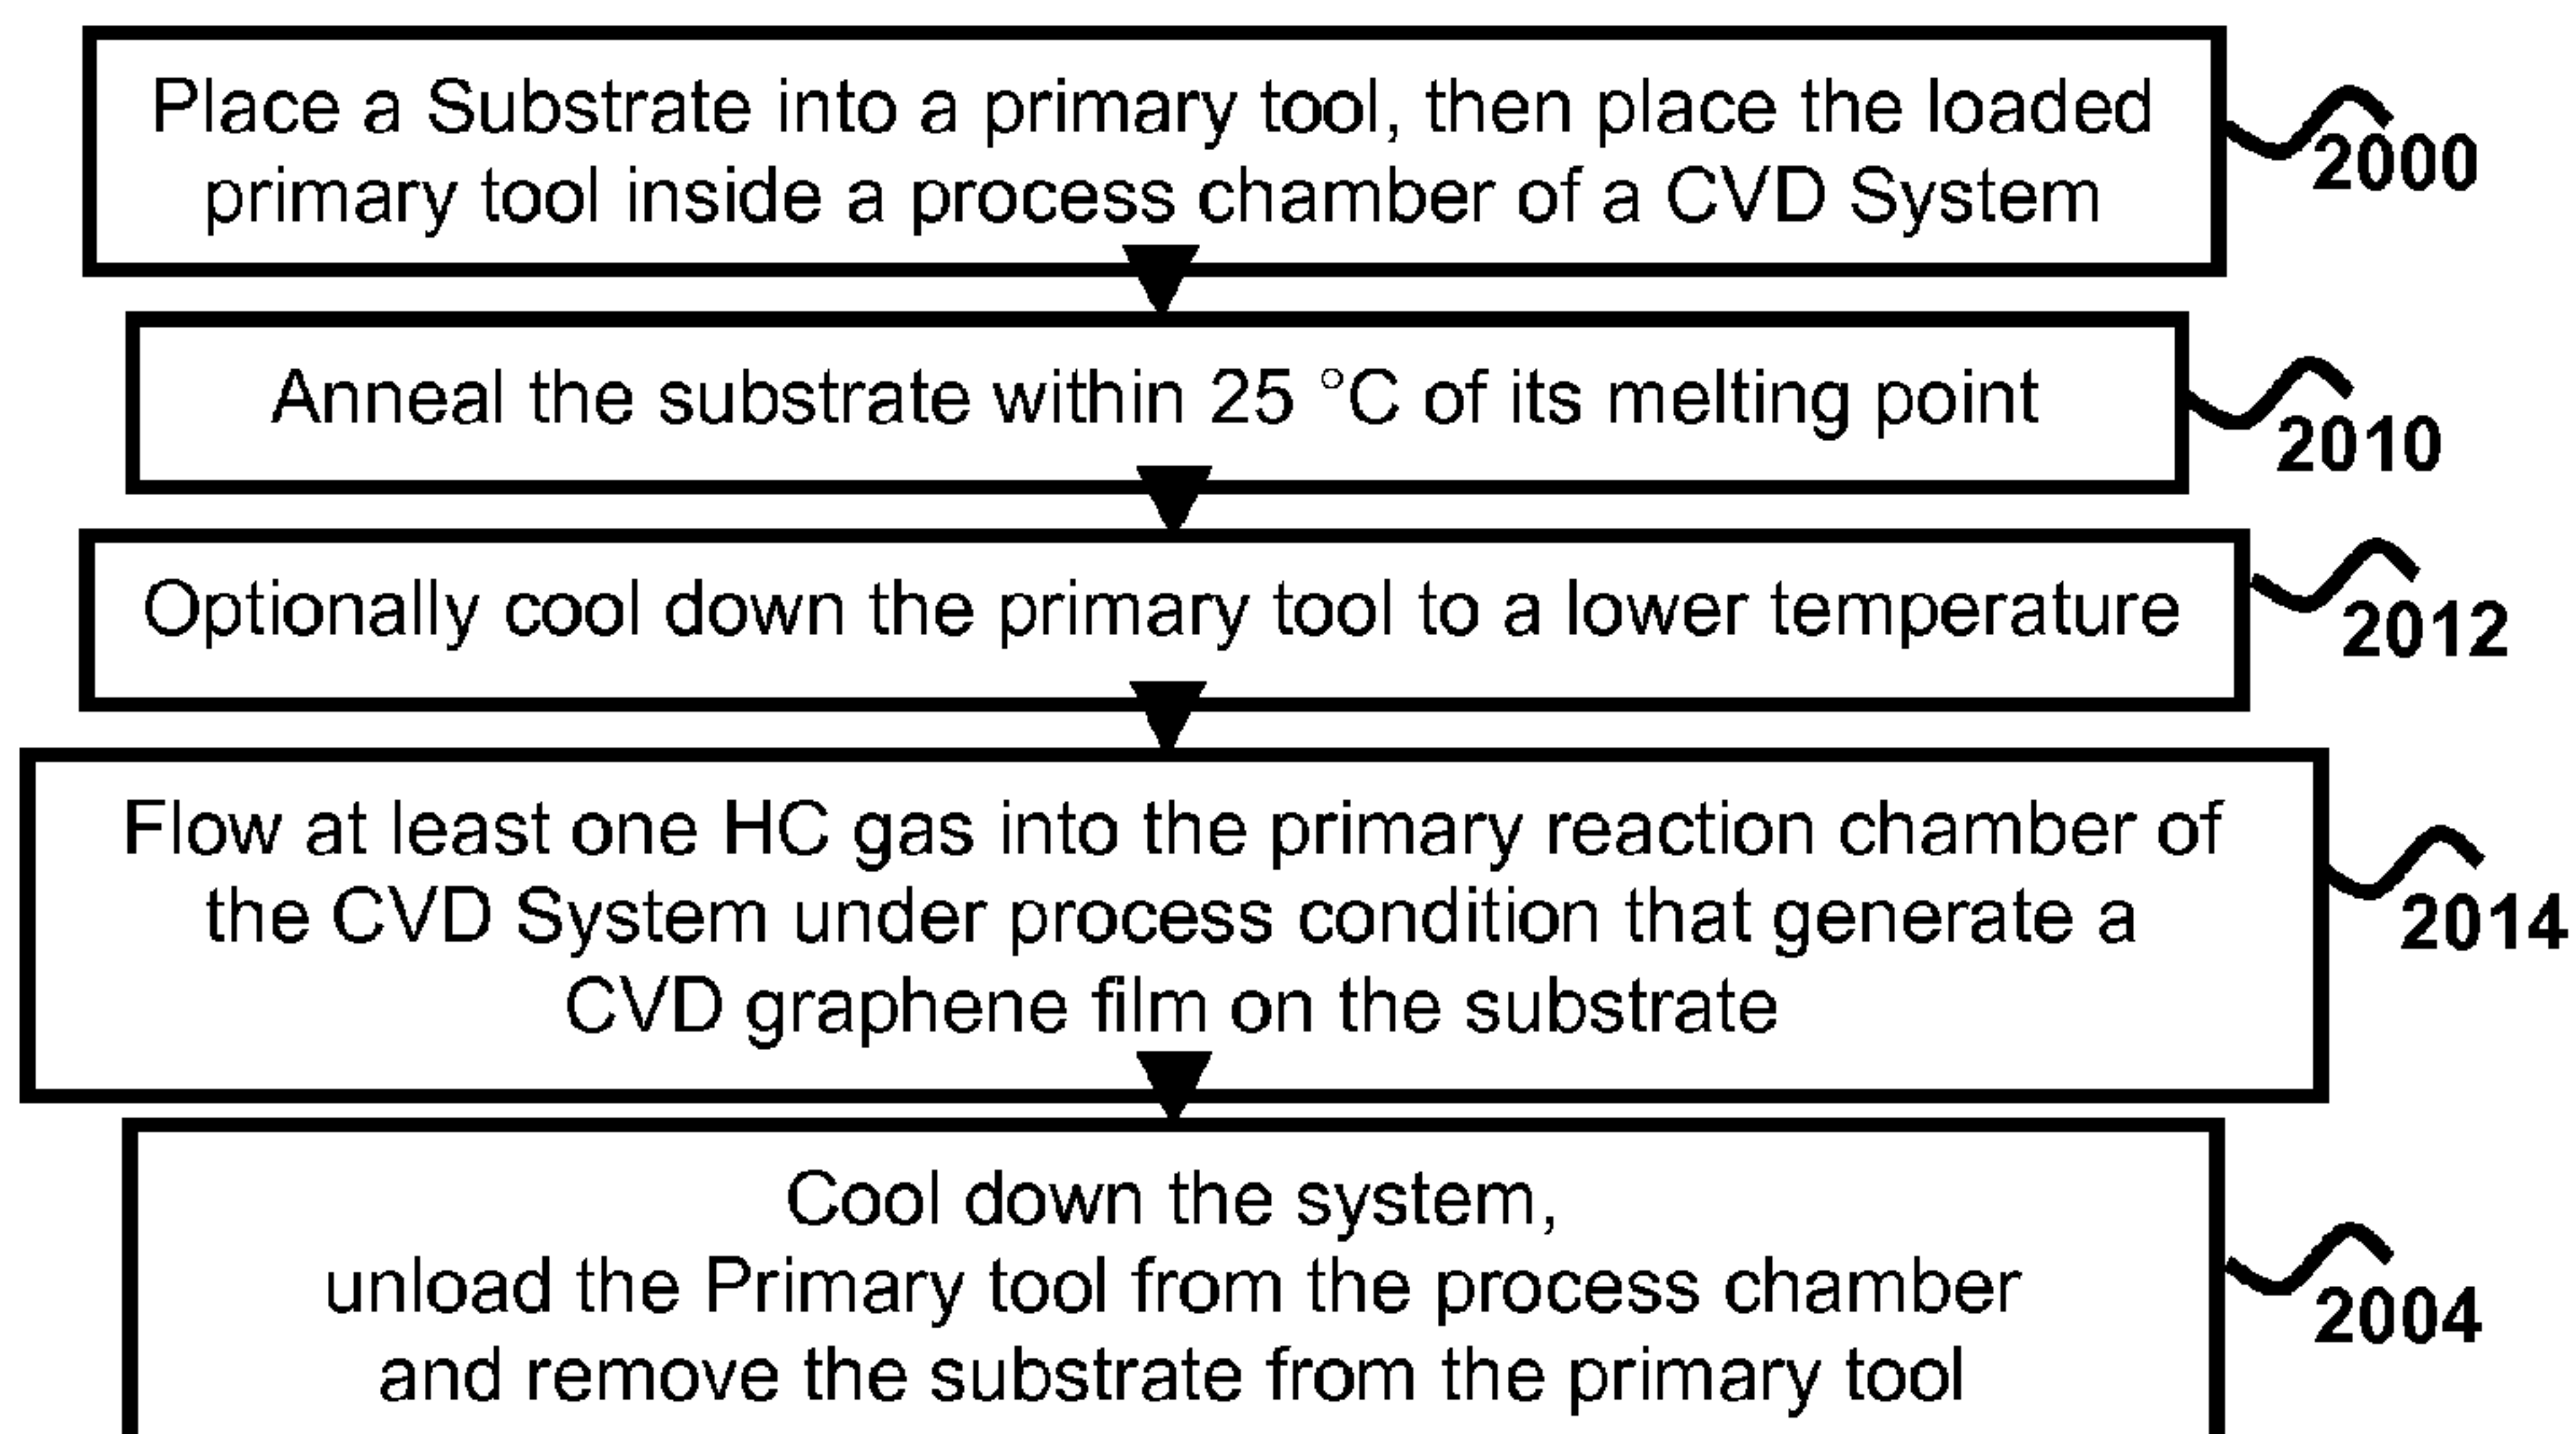 Place a Substrate into a primary tool, then place the loaded
primary tool inside a process chamber of a CVD System
2000
Anneal the substrate within 25 °C of its melting point
2010
Optionally cool down the primary tool to a lower temperature
2012
Flow at least one HC gas into the primary reaction chamber of
the CVD System under process condition that generate a
CVD graphene film on the substrate
2014
Cool down the system,
unload the Primary tool from the process chamber
and remove the substrate from the primary tool
2004